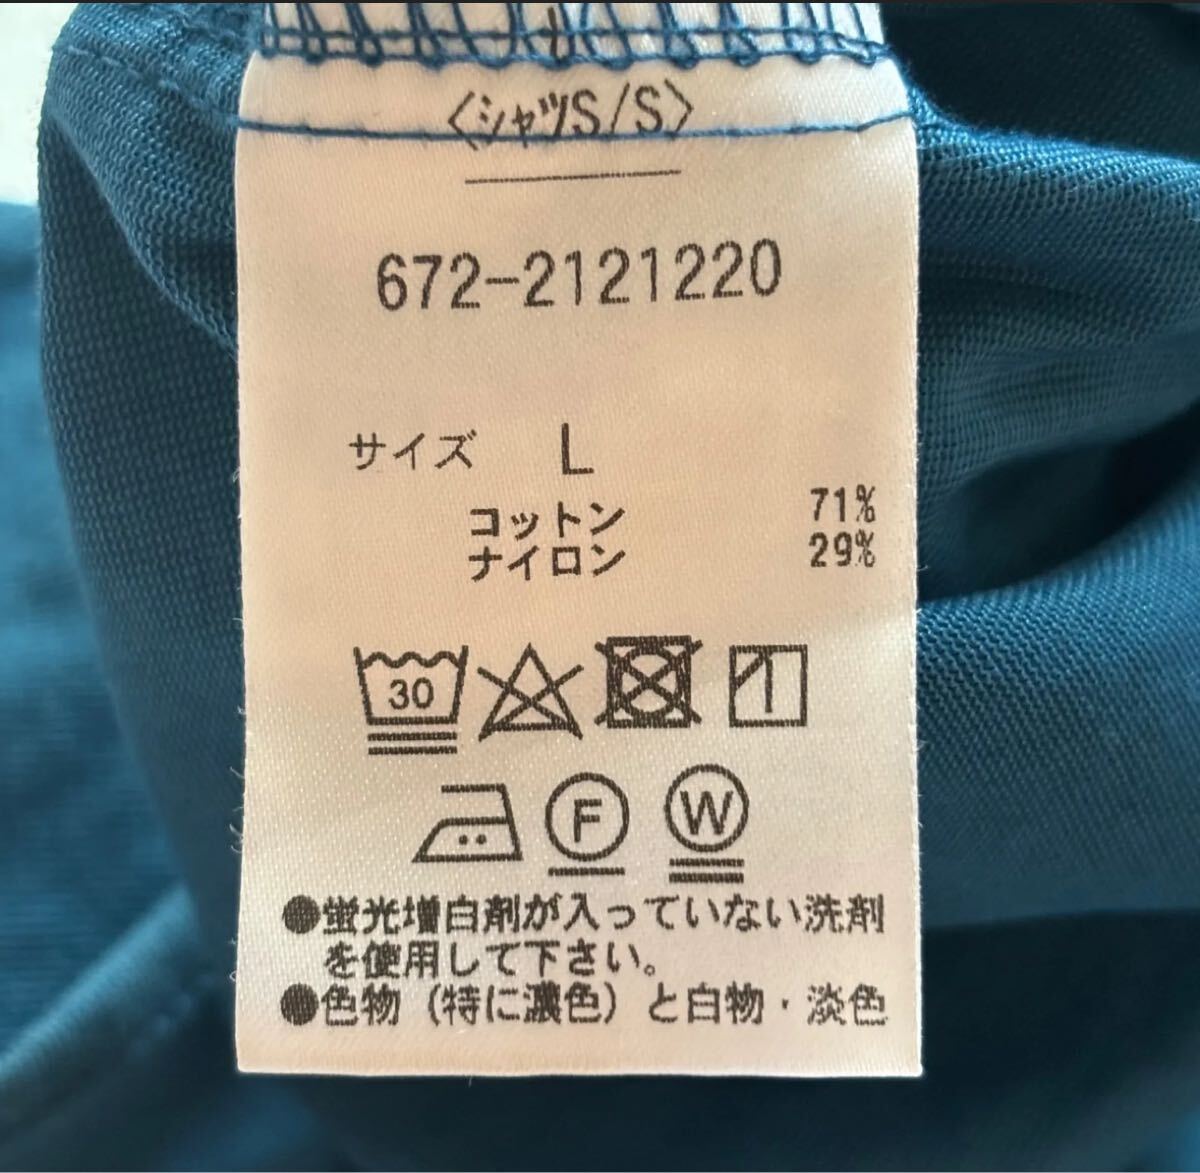 〈シャツS/S〉
672-2121220
サイズ L
コットン 71%
ナイロン 29%
30
F W
●蛍光増白剤が入っていない洗剤
を使用して下さい。
●色物(特に濃色)と白物・淡色